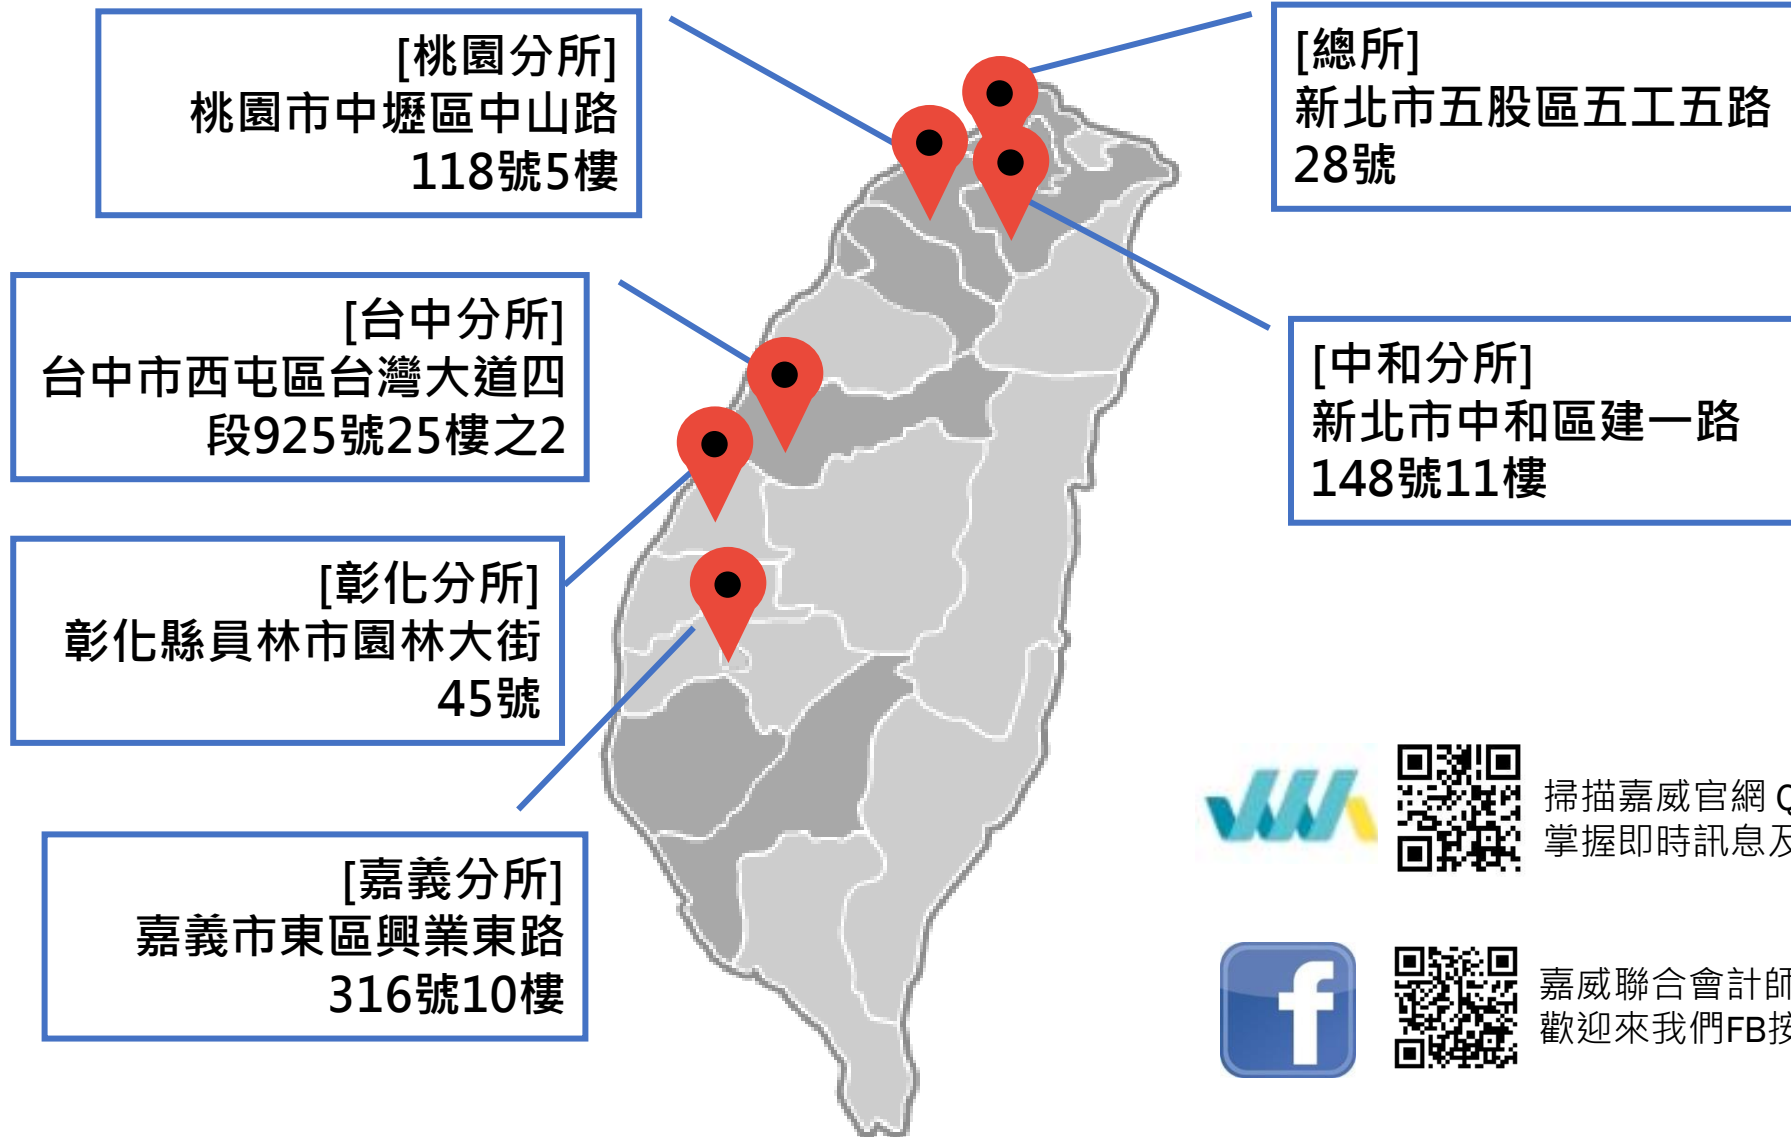 [桃園分所]
桃園市中壢區中山路
118號5樓
[總所]
新北市五股區五工五路
28號
[台中分所]
台中市西屯區台灣大道四
段925號25樓之2
[中和分所]
新北市中和區建一路
148號11樓
[彰化分所]
彰化縣員林市園林大街
45號
[嘉義分所]
嘉義市東區興業東路
316號10樓
掃描嘉威官網 Q
掌握即時訊息及
f
嘉威聯合會計師
歡迎來我們FB按